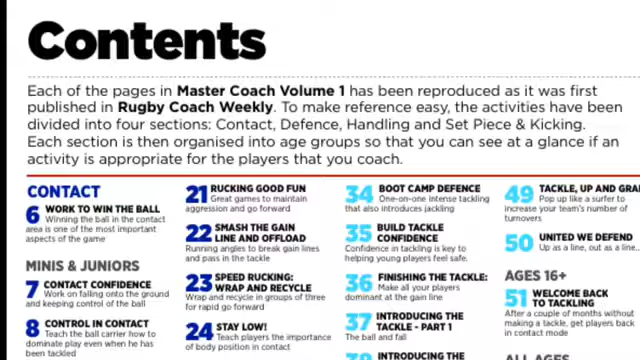 Contents
Each of the pages in Master Coach Volume 1 has been reproduced as it was first
published in Rugby Coach Weekly. To make reference easy, the activities have been
divided into four sections: Contact, Defence, Handling and Set Piece & Kicking.
Each section is then organised into age groups so that you can see at a glance if an
activity is appropriate for the players that you coach.
CONTACT
6 WORK TO WIN THE BALL
Winning the ball in the contact
area is one of the most important
aspects of the game
MINIS & JUNIORS
7 CONTACT CONFIDENCE
Work on falling onto the ground
and keeping control of the ball
8 CONTROL IN CONTACT
Teach the ball carrier how to
dominate play even when he has
been tackled
21 RUCKING GOOD FUN
Great games to maintain
aggression and go forward
22 SMASH THE GAIN
LINE AND OFFLOAD
Running angles to break gain lines
and pass in the tackle
23 SPEED RUCKING:
WRAP AND RECYCLE
Wrap and recycle in groups of three
for rapid go forward
24 STAY LOW!
Teach players the importance
of body position in contact
34 BOOT CAMP DEFENCE
One-on-one intense tackling
that also introduces jackling
35 BUILD TACKLE
CONFIDENCE
Confidence in tackling is key to
helping young players feel safe.
36 FINISHING THE TACKLE:
Make all your players
dominant at the gain line
37 INTRODUCING THE
TACKLE - PART 1
The ball and fall
INTRODUCING THE
49 TACKLE, UP AND GRA
Pop up like a surfer to
increase your team's number of
turnovers
50 UNITED WE DEFEND
Up as a line, out as a line...
AGES 16+
51 WELCOME BACK
TO TACKLING
After a couple of months without
making a tackle, get players back
in contact mode
ALL AGES